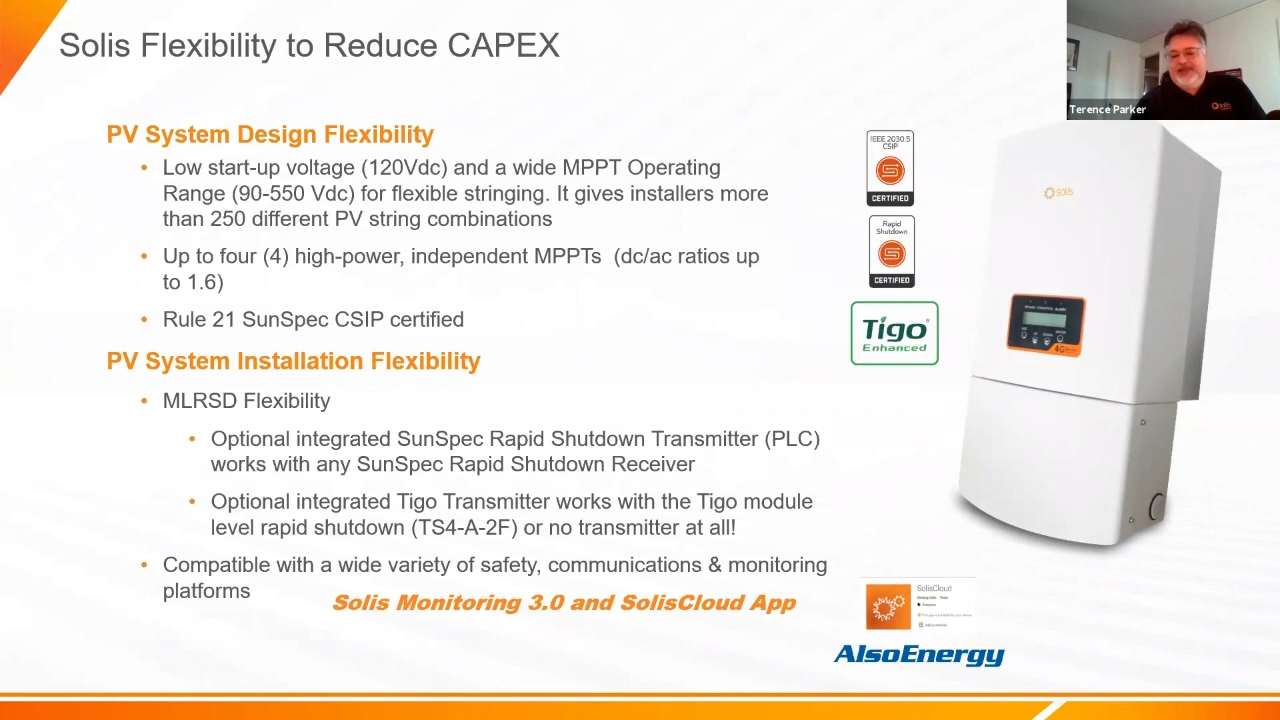 Solis Flexibility to Reduce CAPEX
Terence Parker
PV System Design Flexibility
• Low start-up voltage (120Vdc) and a wide MPPT Operating
Range (90-550 Vdc) for flexible stringing. It gives installers more
than 250 different PV string combinations
• Up to four (4) high-power, independent MPPTs (dc/ac ratios up
to 1.6)
• Rule 21 SunSpec CSIP certified
PV System Installation Flexibility
• MLRSD Flexibility
• Optional integrated SunSpec Rapid Shutdown Transmitter (PLC)
works with any SunSpec Rapid Shutdown Receiver
• Optional integrated Tigo Transmitter works with the Tigo module
level rapid shutdown (TS4-A-2F) or no transmitter at all!
• Compatible with a wide variety of safety, communications & monitoring
platforms
Solis Monitoring 3.0 and SolisCloud App
IEEE 2030.5
CSIP
CERTIFIED
Rapid
Shutdown
CERTIFIED
Tigo®
Enhanced
SOLIS
4G
SolisCloud
AlsoEnergy